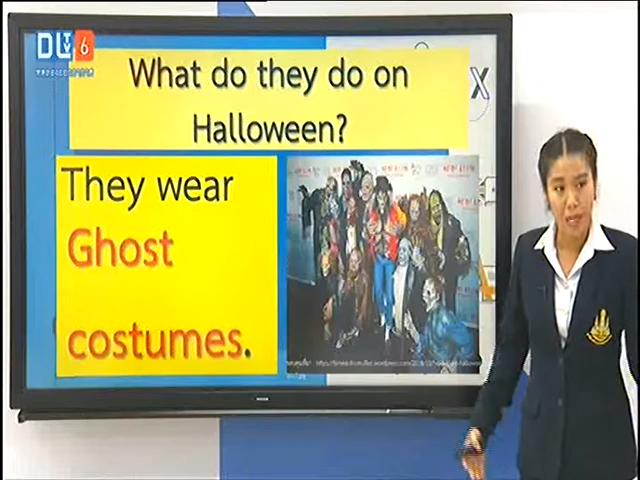 DLTV 6
What do they do on
Halloween?
X
They wear
Ghost
costumes.